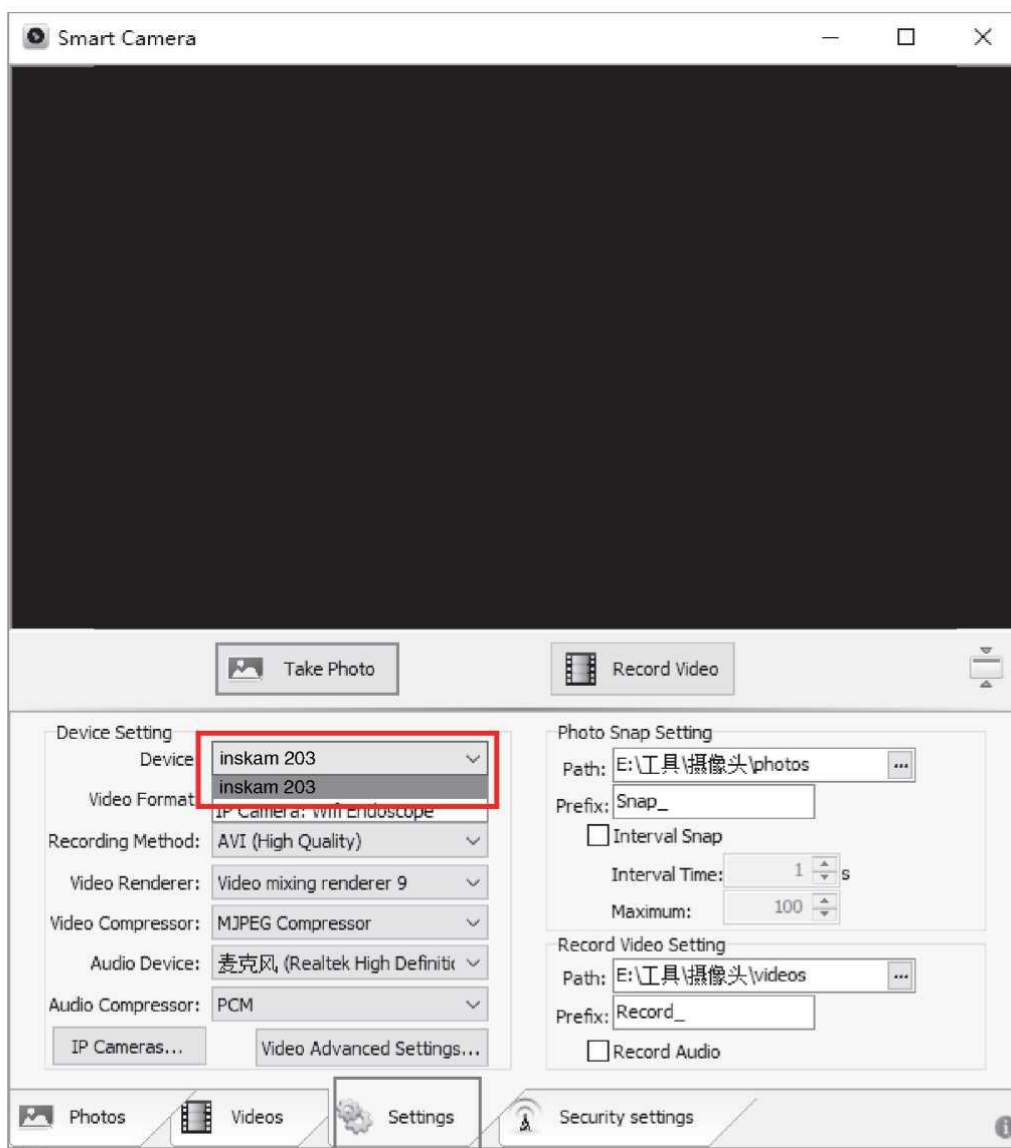 Smart Camera
Take Photo
Record Video
Device Setting
Device
inskam 203
inskam 203
IP Camera: Wifi Endoscope
Video Format
Recording Method: AVI (High Quality)
Video Renderer: Video mixing renderer 9
Video Compressor: MJPEG Compressor
Audio Device: 麦克风, (Realtek High Definitic
Audio Compressor: PCM
IP Cameras...
Video Advanced Settings...
Photo Snap Setting
Path: E:\工具\摄像头\photos ...
Prefix: Snap_
Interval Snap
Interval Time: 1 s
Maximum: 100
Record Video Setting
Path: E:\工具\摄像头\videos ...
Prefix: Record_
Record Audio
Photos
Videos
Settings
Security settings